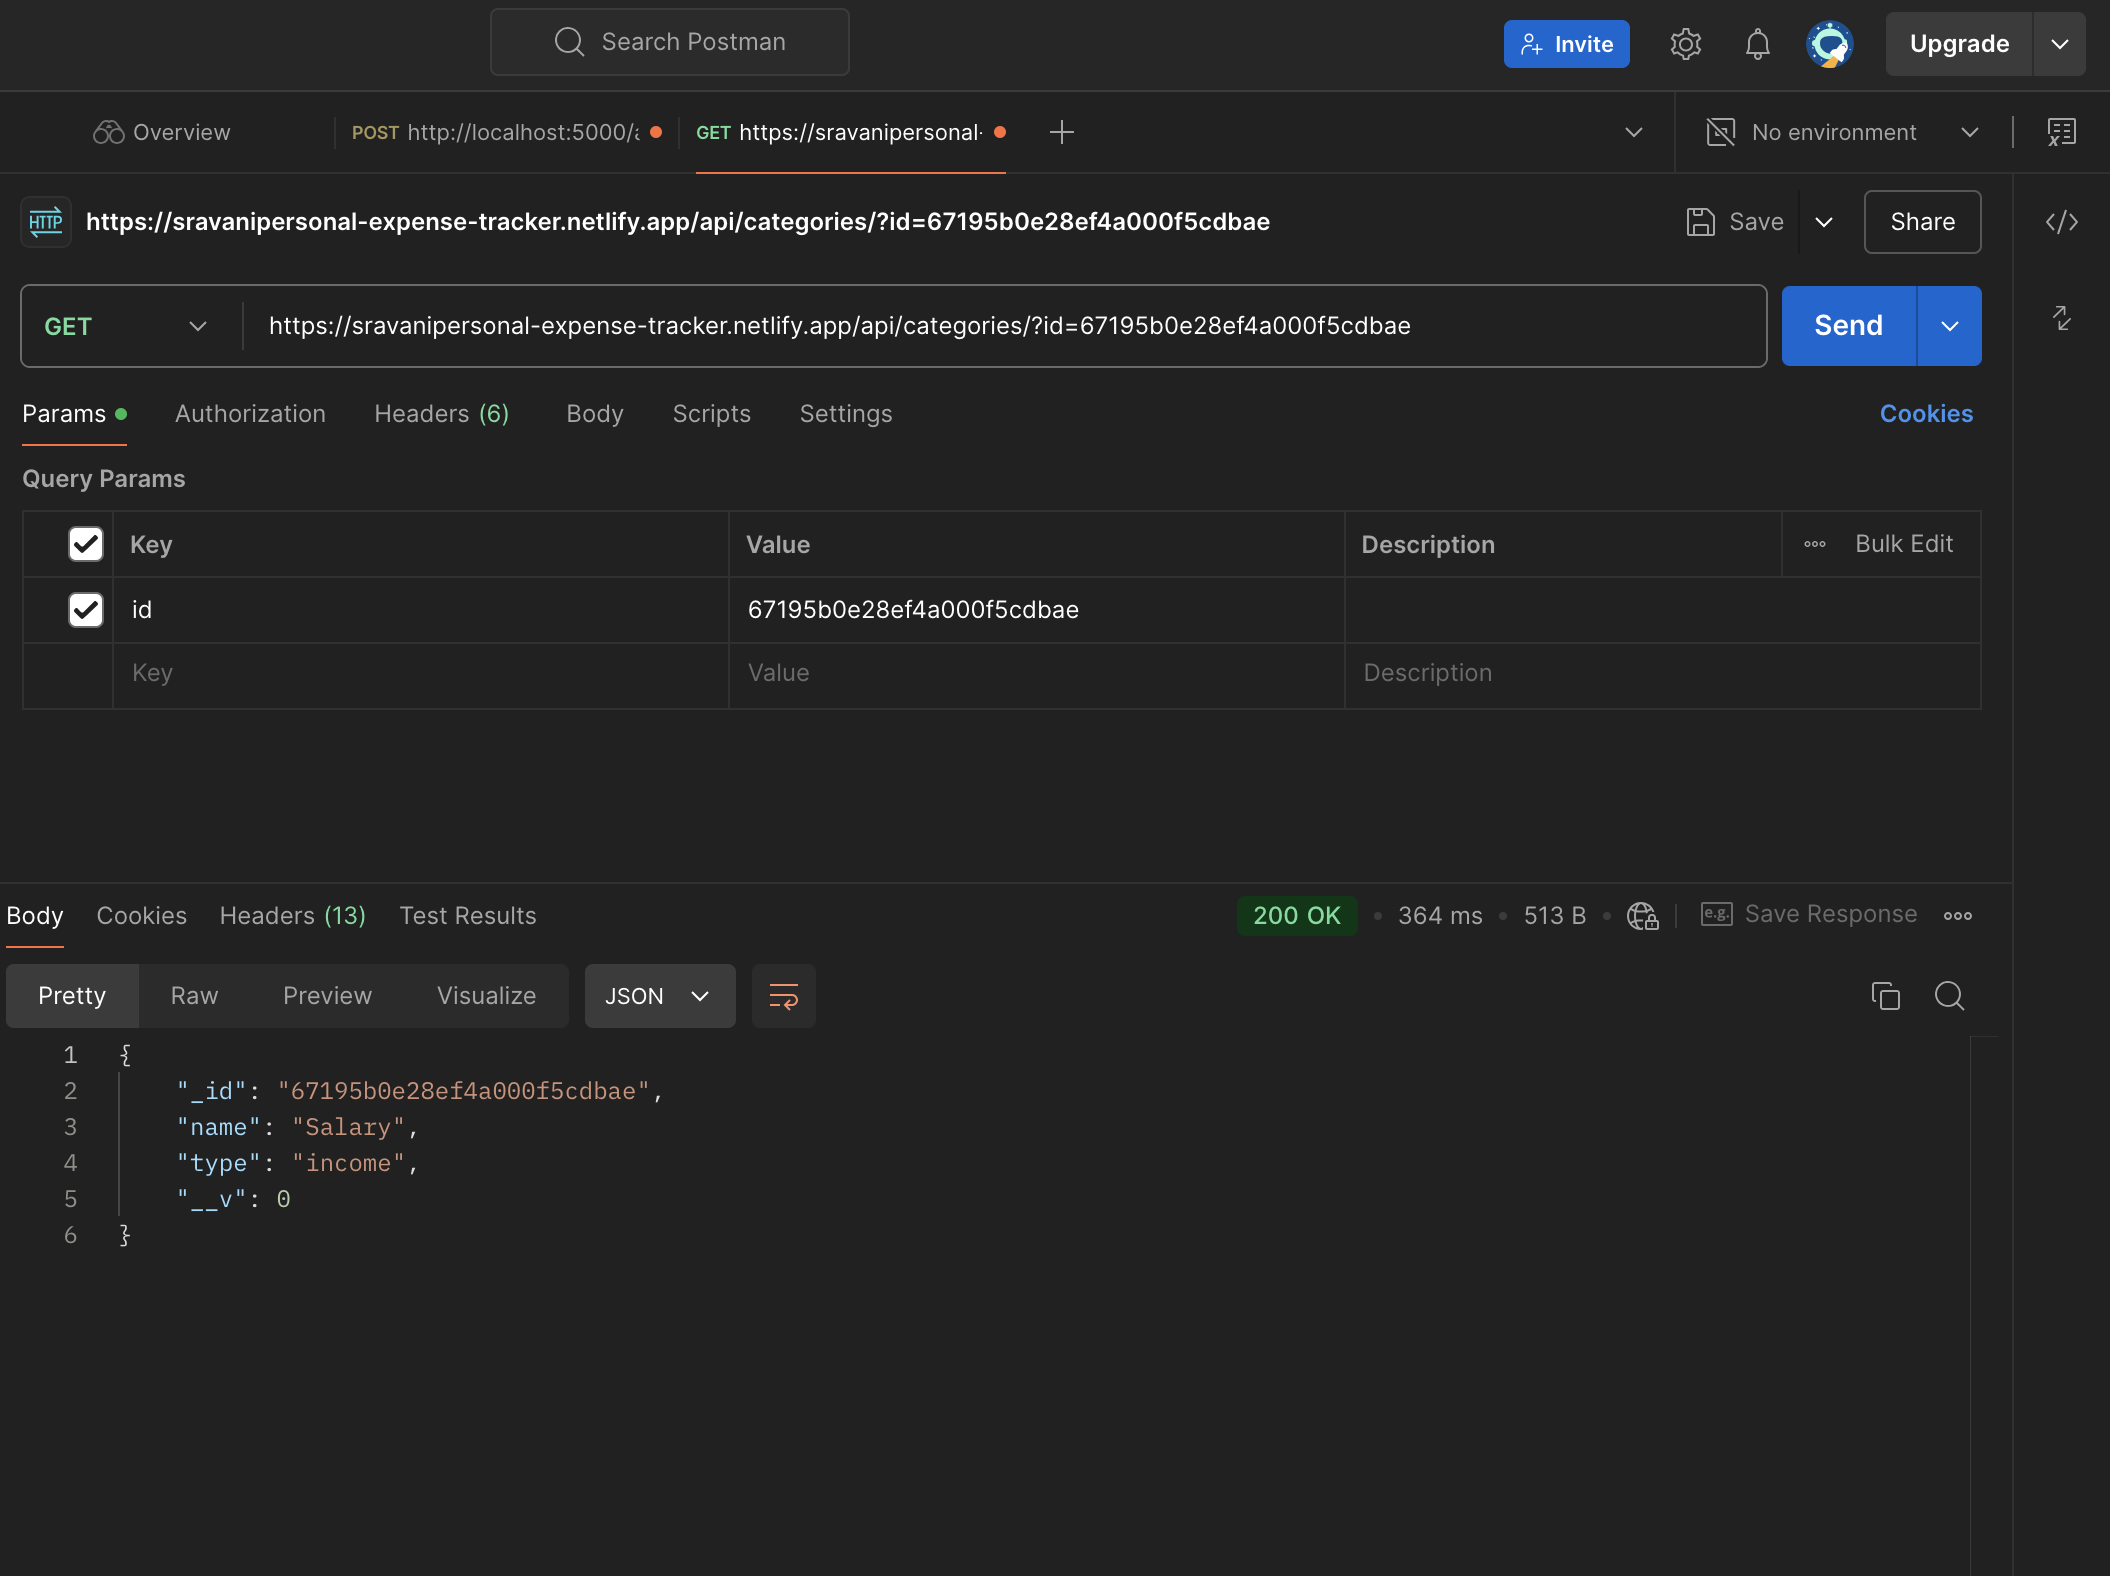 Search Postman
Invite
Upgrade
Overview
POST http://localhost:5000/
GET https://sravanipersonal-
No environment
HTTP https://sravanipersonal-expense-tracker.netlify.app/api/categories/?id=67195b0e28ef4a000f5cdbae
Save
Share
GET https://sravanipersonal-expense-tracker.netlify.app/api/categories/?id=67195b0e28ef4a000f5cdbae
Send
Params Authorization Headers (6) Body Scripts Settings Cookies
Query Params
Key Value Description Bulk Edit
id 67195b0e28ef4a000f5cdbae
Key Value Description
Body Cookies Headers (13) Test Results 200 OK • 364 ms • 513 B • e.g. Save Response
Pretty Raw Preview Visualize JSON
1 {
2 "_id": "67195b0e28ef4a000f5cdbae",
3 "name": "Salary",
4 "type": "income",
5 "__v": 0
6 }